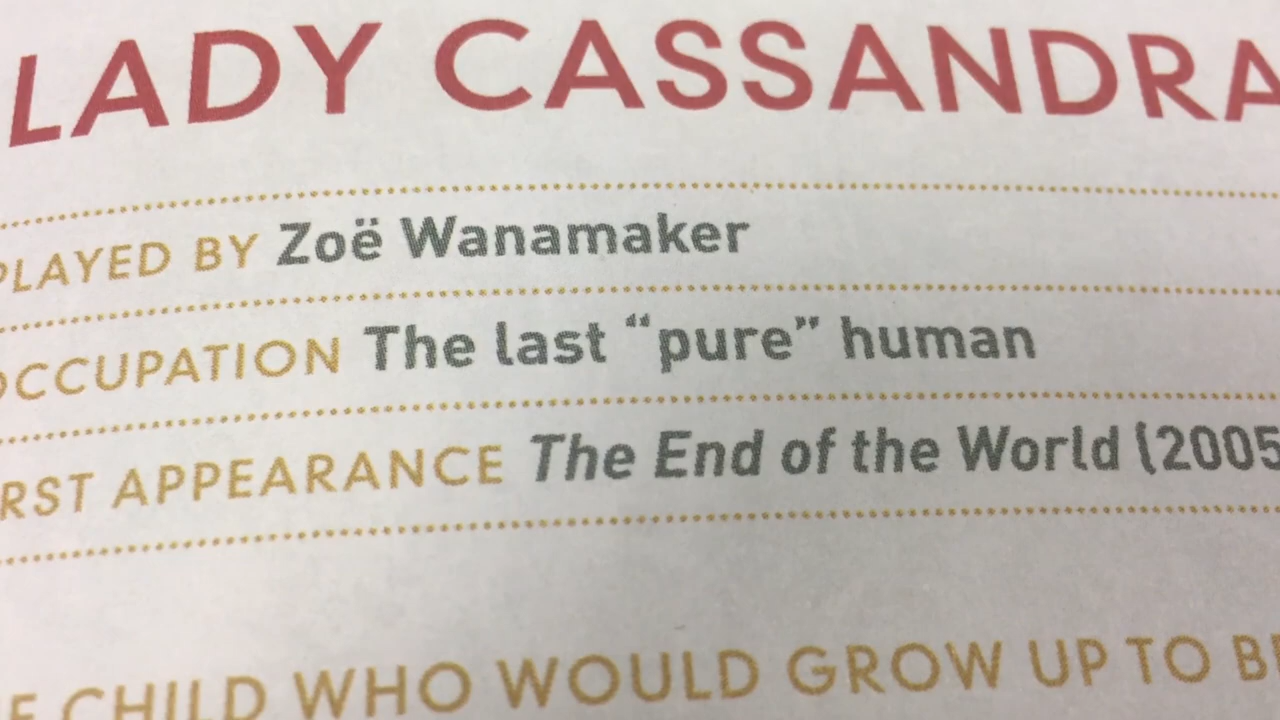 LADY CASSANDRA
PLAYED BY Zoë Wanamaker
OCCUPATION The last “pure” human
FIRST APPEARANCE The End of the World (2005
CHILD WHO WOULD GROW UP TO